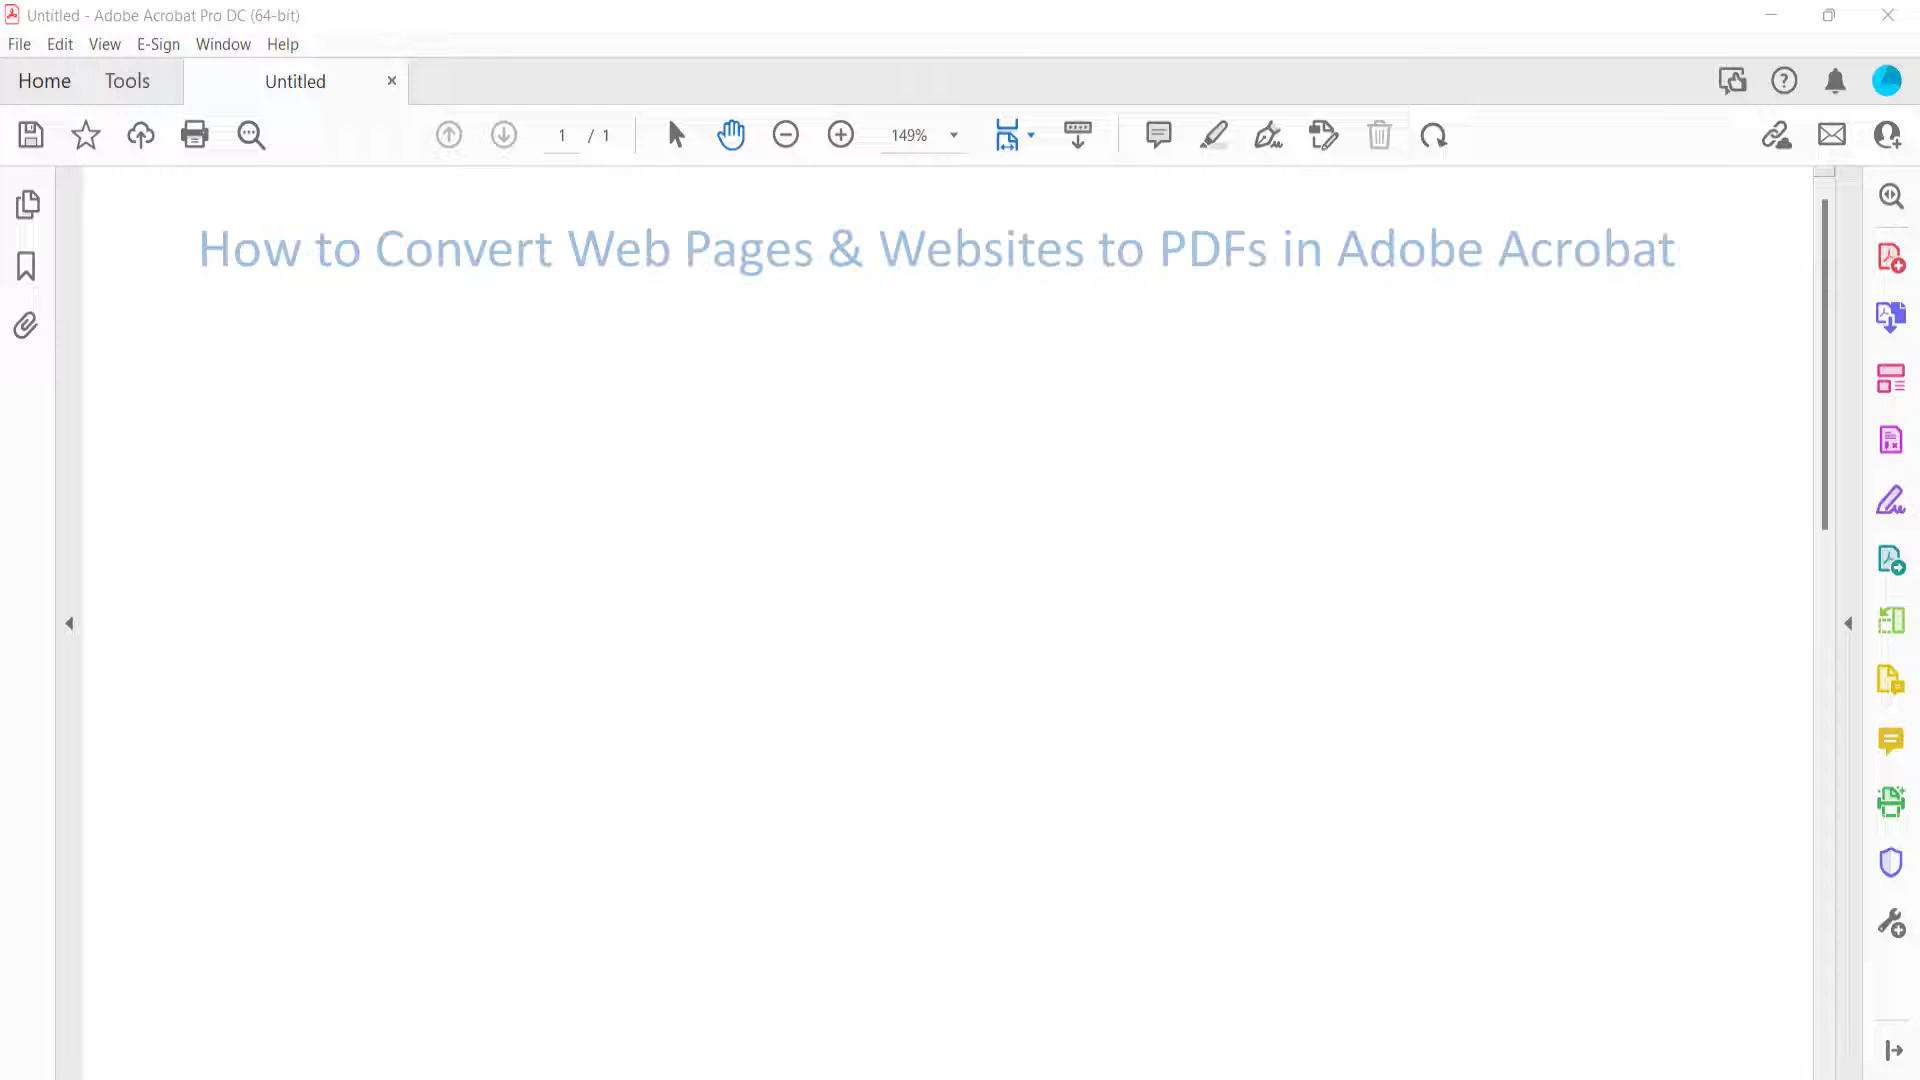 Untitled - Adobe Acrobat Pro DC (64-bit)
File Edit View E-Sign Window Help
Home Tools Untitled
1 / 1 149%
How to Convert Web Pages & Websites to PDFs in Adobe Acrobat